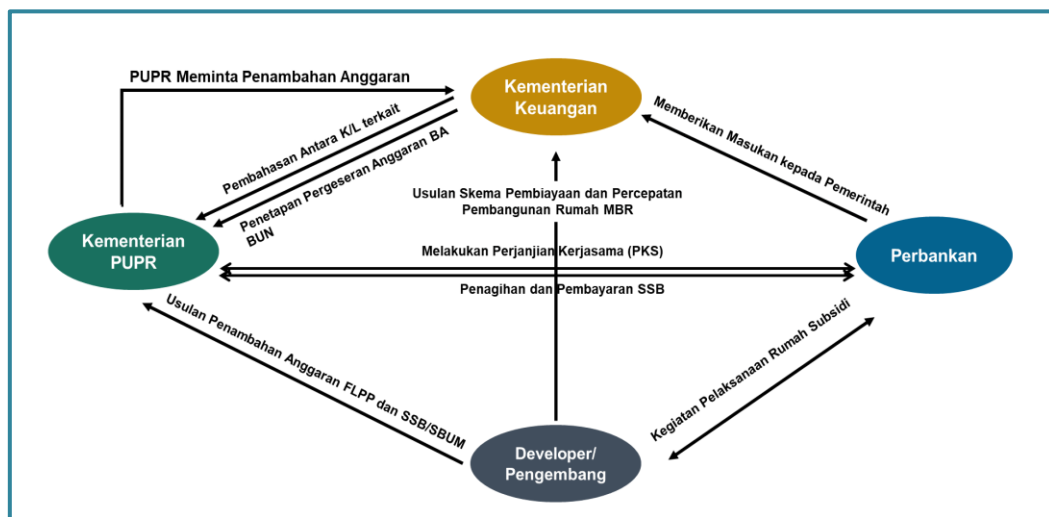 PUPR Meminta Penambahan Anggaran
Kementerian
Keuangan
Memberikan Masukan kepada Pemerintah
Pembahasan Antara K/L terkait
Penetapan Pergeseran Anggaran BA
BUN
Usulan Skema Pembiayaan dan Percepatan
Pembangunan Rumah MBR
Kementerian
PUPR
Melakukan Perjanjian Kerjasama (PKS)
Perbankan
Penagihan dan Pembayaran SSB
Usulan Penambahan Anggaran FLPP dan SSB/SBUM
Kegiatan Pelaksanaan Rumah Subsidi
Developer/
Pengembang